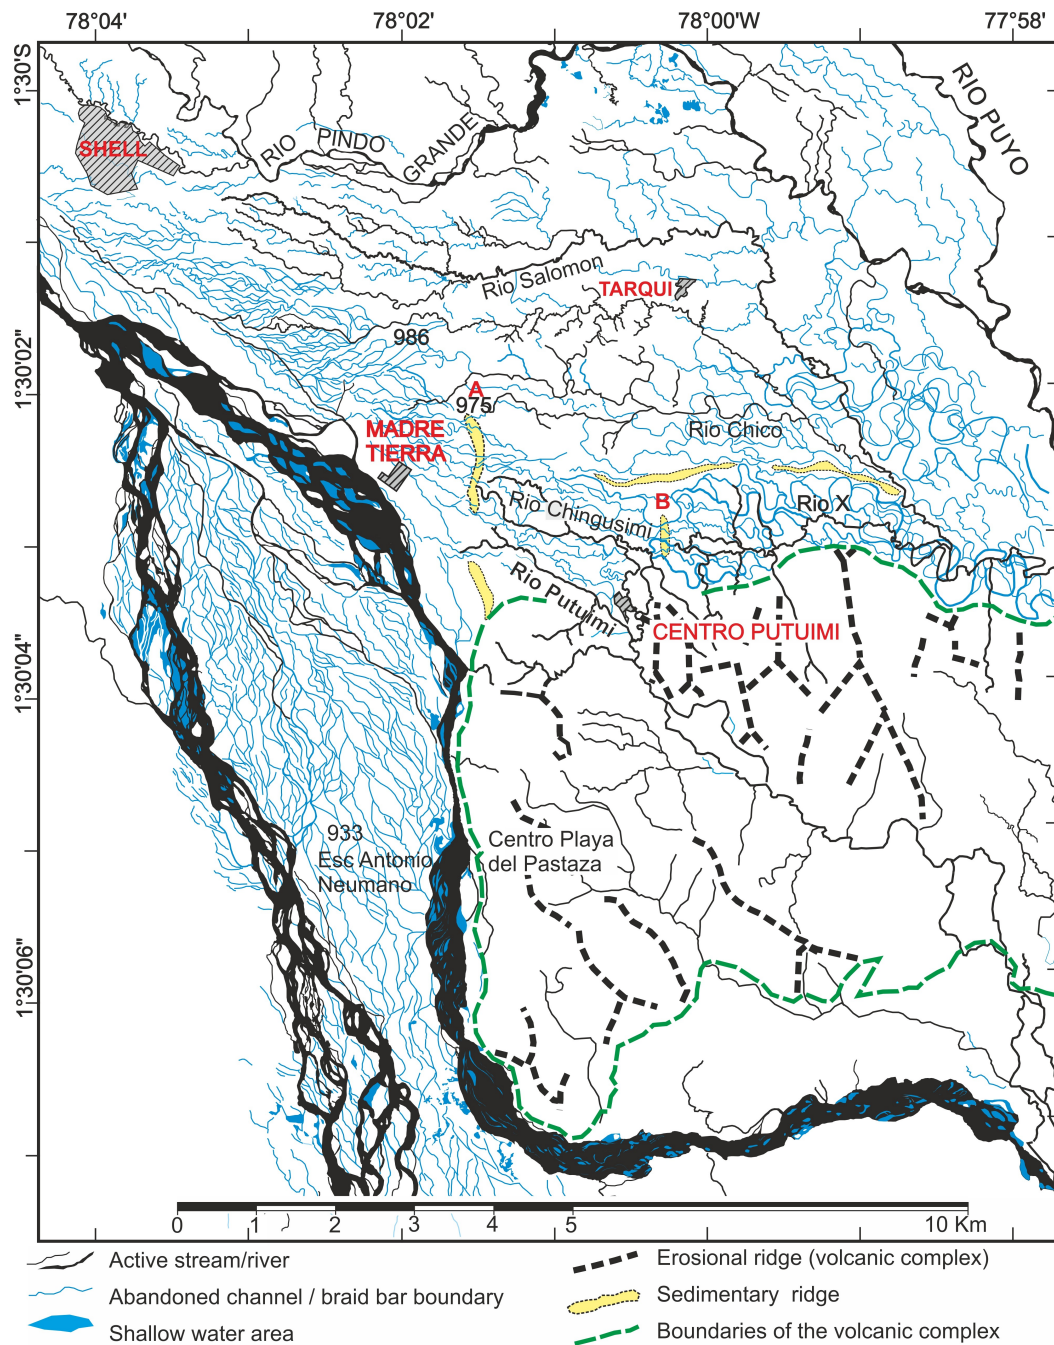 78°04'
78°02'
78°00'W
77°58'
1°30'S
RIO PUYO
SHELL
RIO PINDO GRANDE
Rio Salomon
TARQUI
986
1°30'02"
A
975
MADRE
TIERRA
Rio Chico
B
Rio X
Rio Chingusimi
Rio Putuimi
CENTRO PUTUIMI
1°30'04"
933
Esc Antonio
Neumano
Centro Playa
del Pastaza
1°30'06"
0 1 2 3 4 5 10 Km
Active stream/river
Abandoned channel / braid bar boundary
Shallow water area
Erosional ridge (volcanic complex)
Sedimentary ridge
Boundaries of the volcanic complex